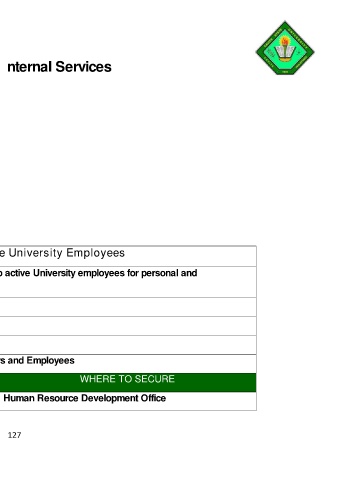 nternal Services
e University Employees
o active University employees for personal and
rs and Employees
WHERE TO SECURE
Human Resource Development Office
127